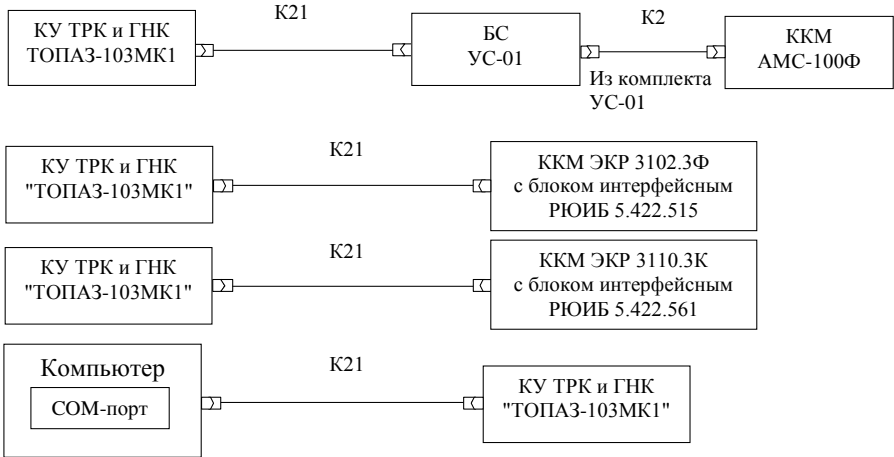 К21
К2
КУ ТРК и ГНК
ТОПАЗ-103МК1
БС
УС-01
ККМ
АМС-100Ф
Из комплекта
УС-01
К21
КУ ТРК и ГНК
"ТОПАЗ-103МК1"
ККМ ЭКР 3102.3Ф
с блоком интерфейсным
РЮИБ 5.422.515
К21
КУ ТРК и ГНК
"ТОПАЗ-103МК1"
ККМ ЭКР 3110.3К
с блоком интерфейсным
РЮИБ 5.422.561
Компьютер
COM-порт
К21
КУ ТРК и ГНК
"ТОПАЗ-103МК1"